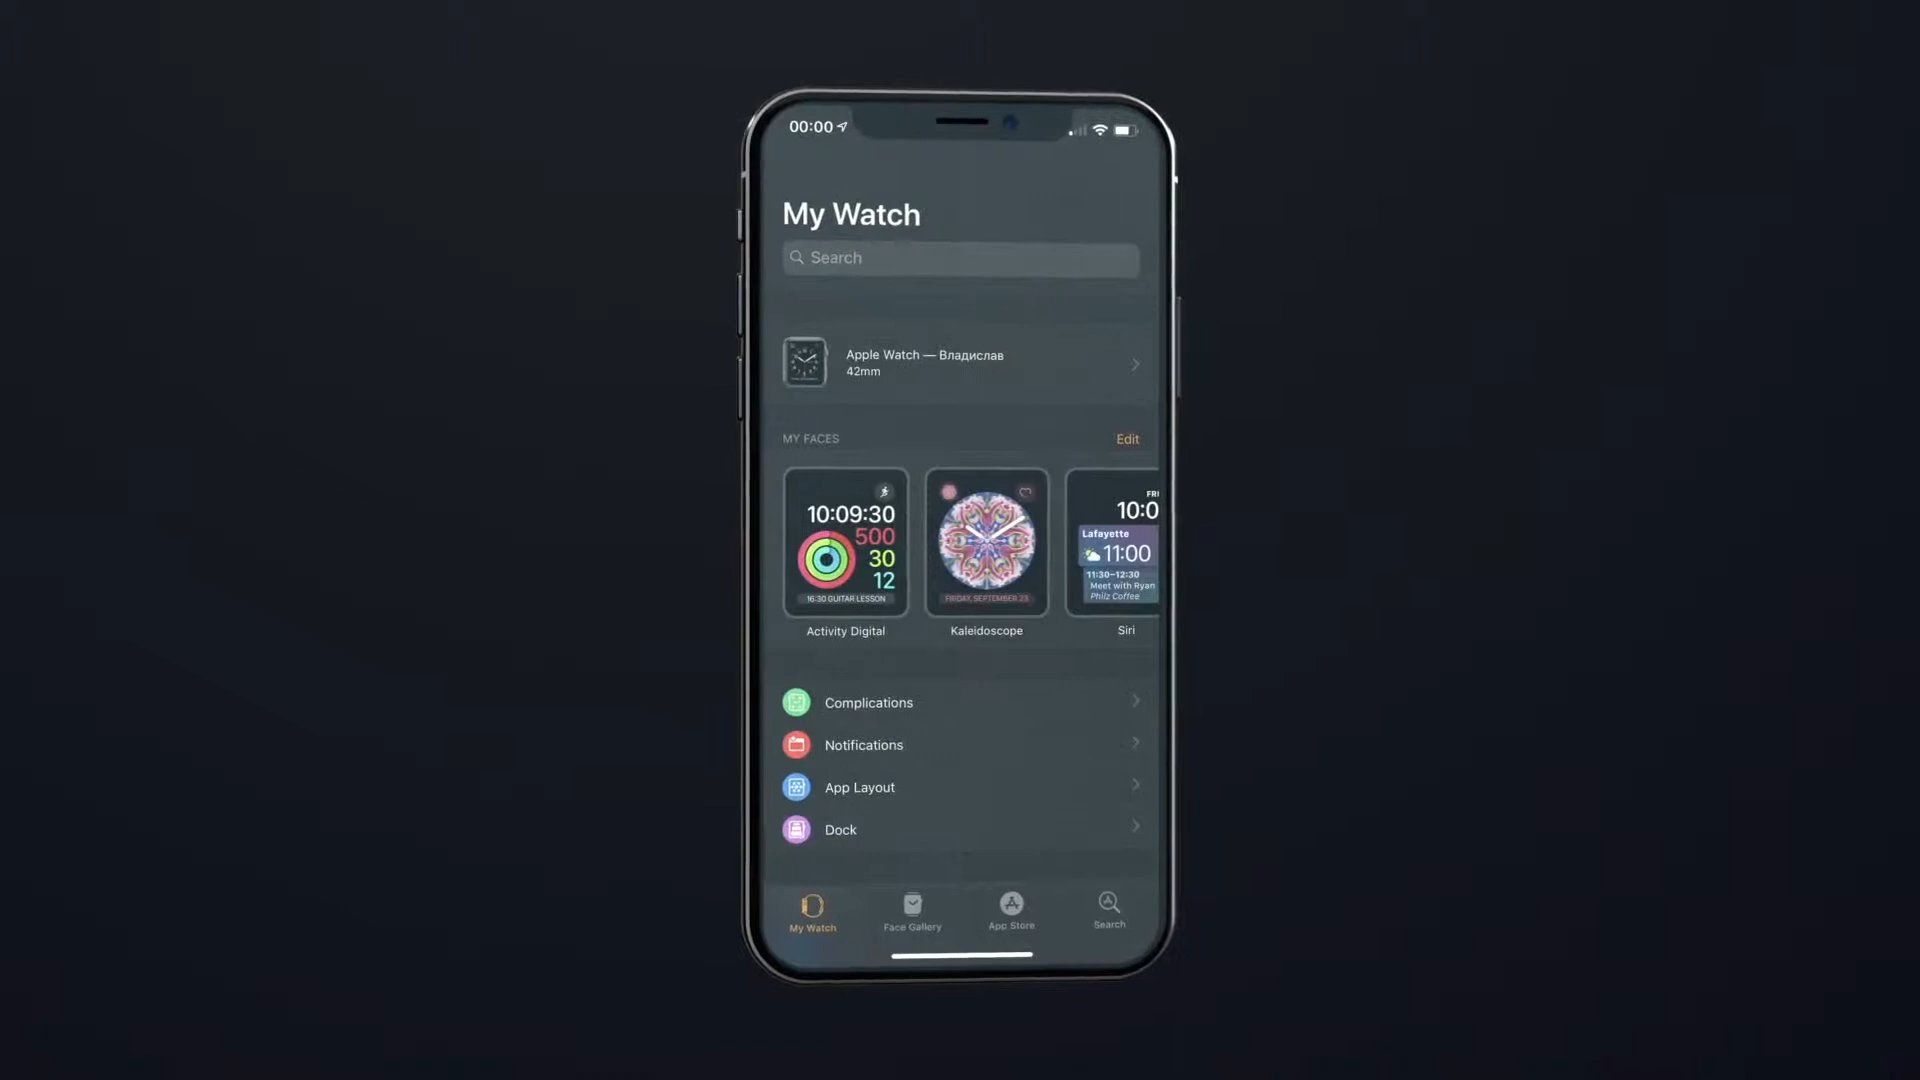 00:00
My Watch
Search
Apple Watch — Владислав
42mm
MY FACES
Edit
10:09:30
500
30
12
16:30 GUITAR LESSON
Activity Digital
FRIDAY, SEPTEMBER 23
Kaleidoscope
FRI
10:0
Lafayette
11:00
11:30–12:30
Meet with Ryan
Philz Coffee
Siri
Complications
Notifications
App Layout
Dock
My Watch
Face Gallery
App Store
Search